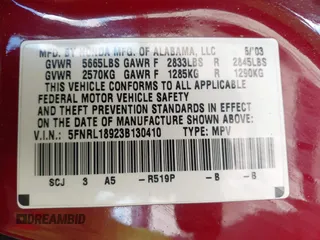 MFD. BY HONDA MFG. OF ALABAMA, LLC 5/03
GVWR 5665LBS GAWR F 2833LBS R 2845LBS
GVWR 2570KG GAWR F 1285KG R 1290KG
THIS VEHICLE CONFORMS TO ALL APPLICABLE
FEDERAL MOTOR VEHICLE SAFETY AND
THEFT PREVENTION STANDARDS IN EFFECT ON
THE DATE OF MANUFACTURE SHOWN ABOVE.
V.I.N.: 5FNRL18923B130410 TYPE: MPV
SCJ 3 A5 -R519P -B -B
DREAMBID